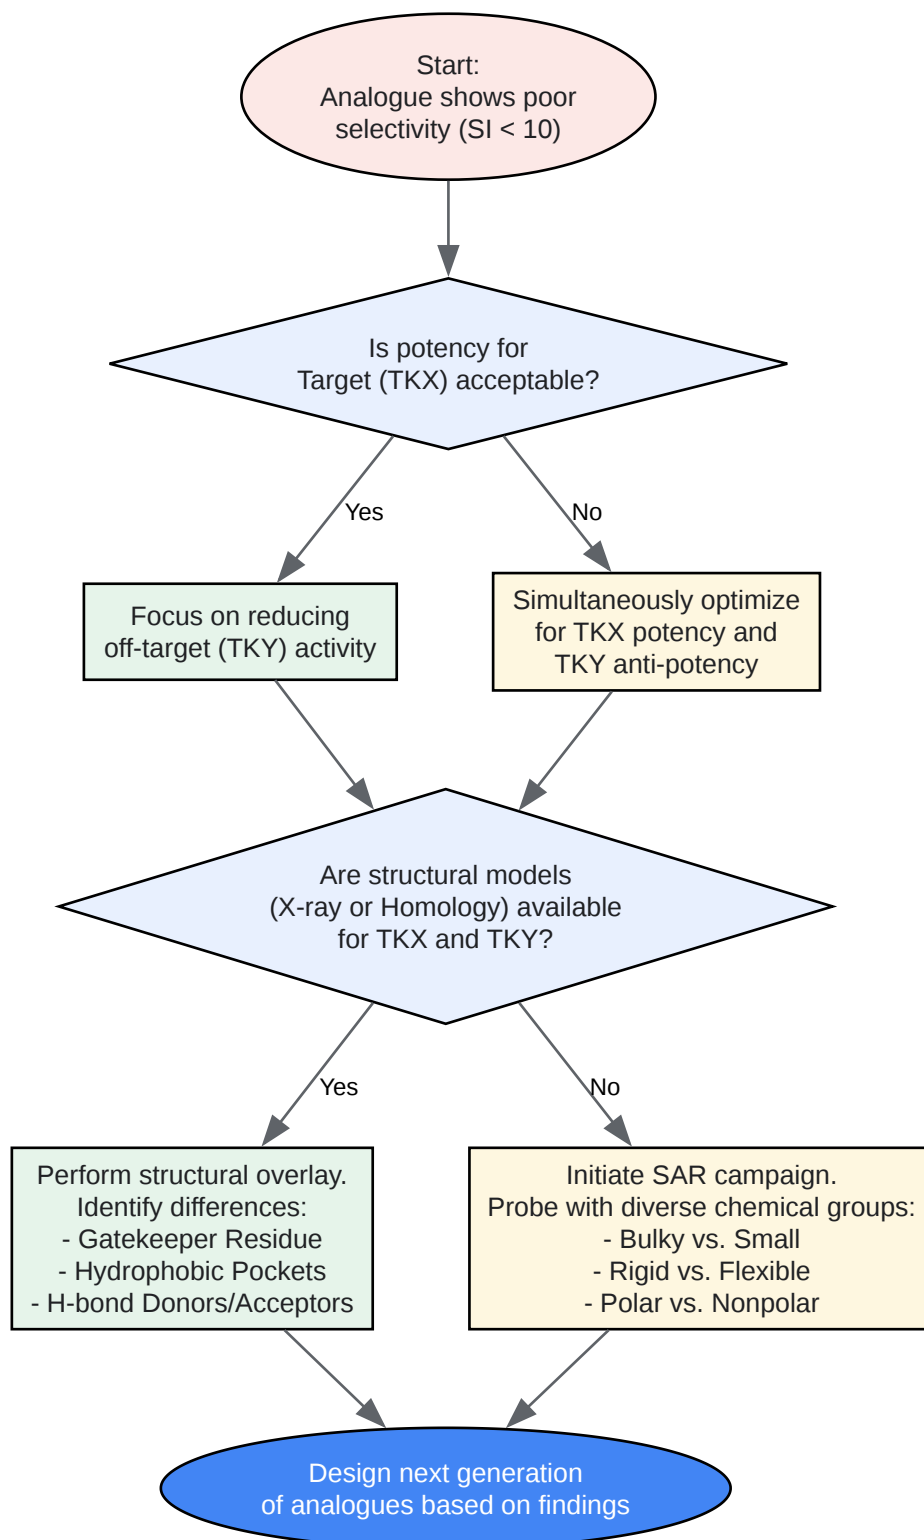 Start:
Analogue shows poor
selectivity (SI < 10)
Is potency for
Target (TKX) acceptable?
Yes
No
Focus on reducing
off-target (TKY) activity
Simultaneously optimize
for TKX potency and
TKY anti-potency
Are structural models
(X-ray or Homology) available
for TKX and TKY?
Yes
No
Perform structural overlay.
Identify differences:
- Gatekeeper Residue
- Hydrophobic Pockets
- H-bond Donors/Acceptors
Initiate SAR campaign.
Probe with diverse chemical groups:
- Bulky vs. Small
- Rigid vs. Flexible
- Polar vs. Nonpolar
Design next generation
of analogues based on findings